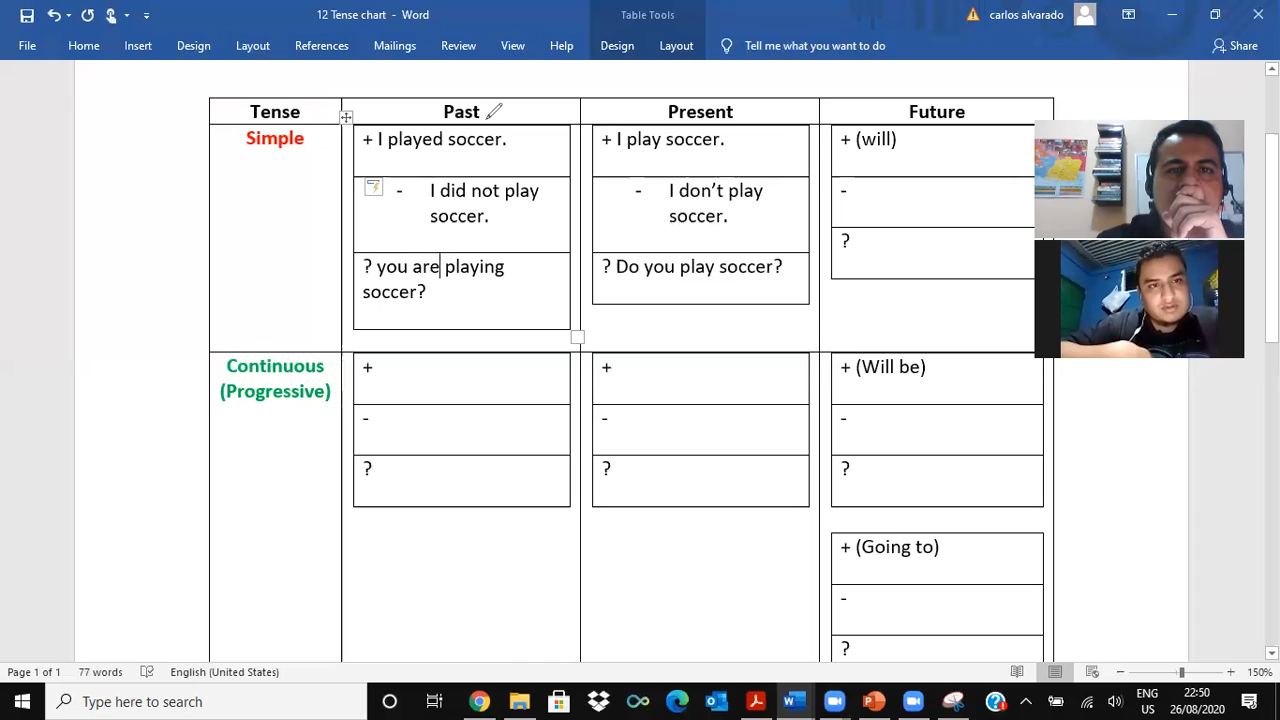 12 Tense chart - Word
Table Tools
carlos alvarado
File Home Insert Design Layout References Mailings Review View Help Design Layout Tell me what you want to do Share
Tense Past Present Future
Simple
+ I played soccer.
- I did not play
soccer.
? you are playing
soccer?
+ I play soccer.
- I don’t play
soccer.
? Do you play soccer?
+ (will)
-
?
Continuous
(Progressive)
+
-
?
+
-
?
+ (Will be)
-
?
+ (Going to)
-
?
Page 1 of 1 77 words English (United States) 150%
Type here to search
ENG
US
22:50
26/08/2020